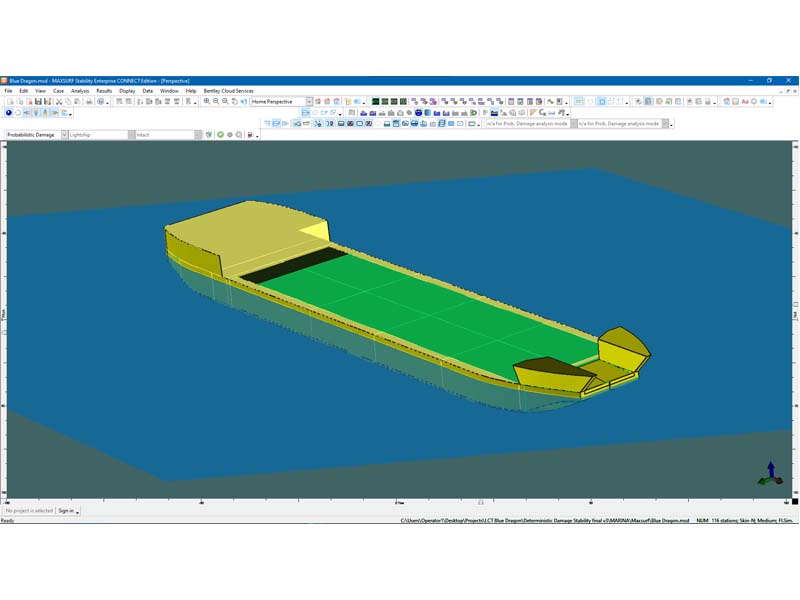 Blue Dragon.msd - MAXSURF Stability Enterprise CONNECT Edition - [Perspective]
File Edit View Case Analysis Results Display Data Window Help Bentley Cloud Services
Home Perspective
n/a for Prob. Damage analysis mode n/a for Prob. Damage analysis mode
Probabilistic Damage Lightship Intact
No project is selected Sign in
Ready C:\Users\Operator1\Desktop\Projects\LCT Blue Dragon\Deterministic Damage Stability final v3\MARINA\Maxsurf\Blue Dragon.msd NUM 116 stations; Skin-N; Medium; Fl.Sim.